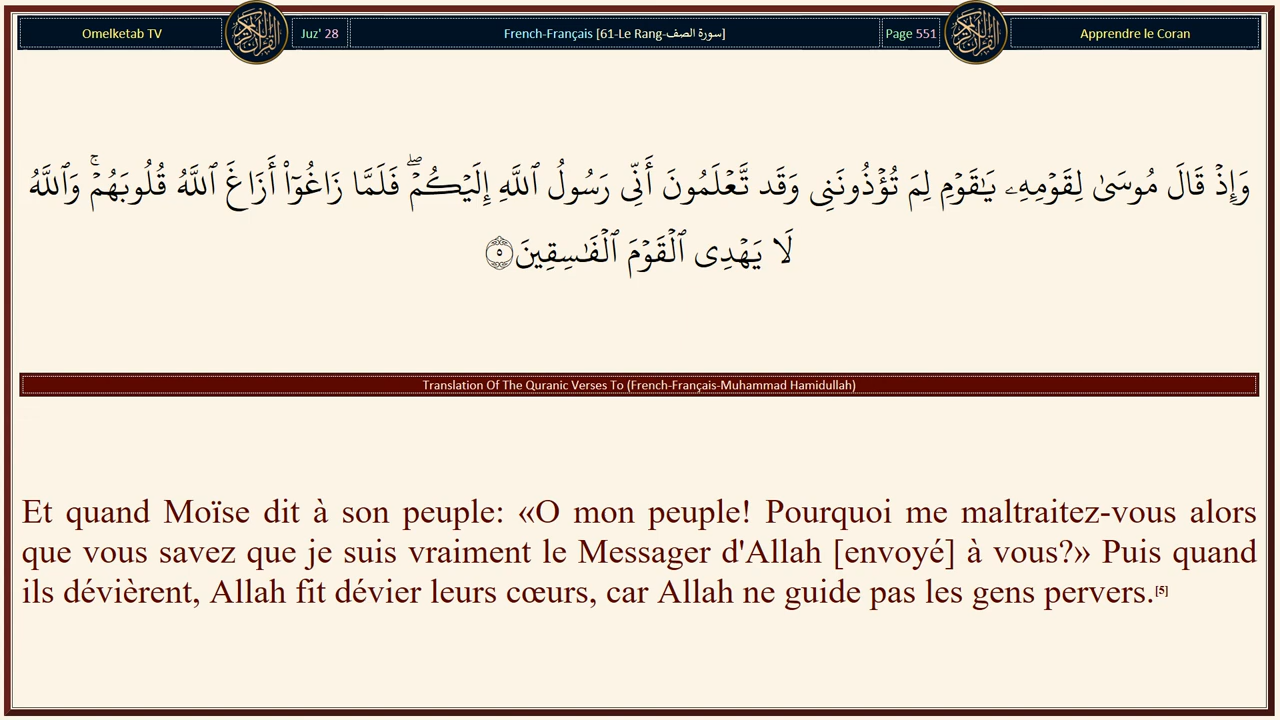 Omelketab TV
Juz' 28
French-Français [61-Le Rang-سورة الصف]
Page 551
Apprendre le Coran
وَإِذۡ قَالَ مُوسَىٰ لِقَوۡمِهِۦ يَٰقَوۡمِ لِمَ تُؤۡذُونَنِي وَقَد تَّعۡلَمُونَ أَنِّي رَسُولُ ٱللَّهِ إِلَيۡكُمۡۖ فَلَمَّا زَاغُوٓاْ أَزَاغَ ٱللَّهُ قُلُوبَهُمۡۚ وَٱللَّهُ
لَا يَهۡدِي ٱلۡقَوۡمَ ٱلۡفَٰسِقِينَ ٥
Translation Of The Quranic Verses To (French-Français-Muhammad Hamidullah)
Et quand Moïse dit à son peuple: «O mon peuple! Pourquoi me maltraitez-vous alors
que vous savez que je suis vraiment le Messager d'Allah [envoyé] à vous?» Puis quand
ils dévièrent, Allah fit dévier leurs cœurs, car Allah ne guide pas les gens pervers.[5]